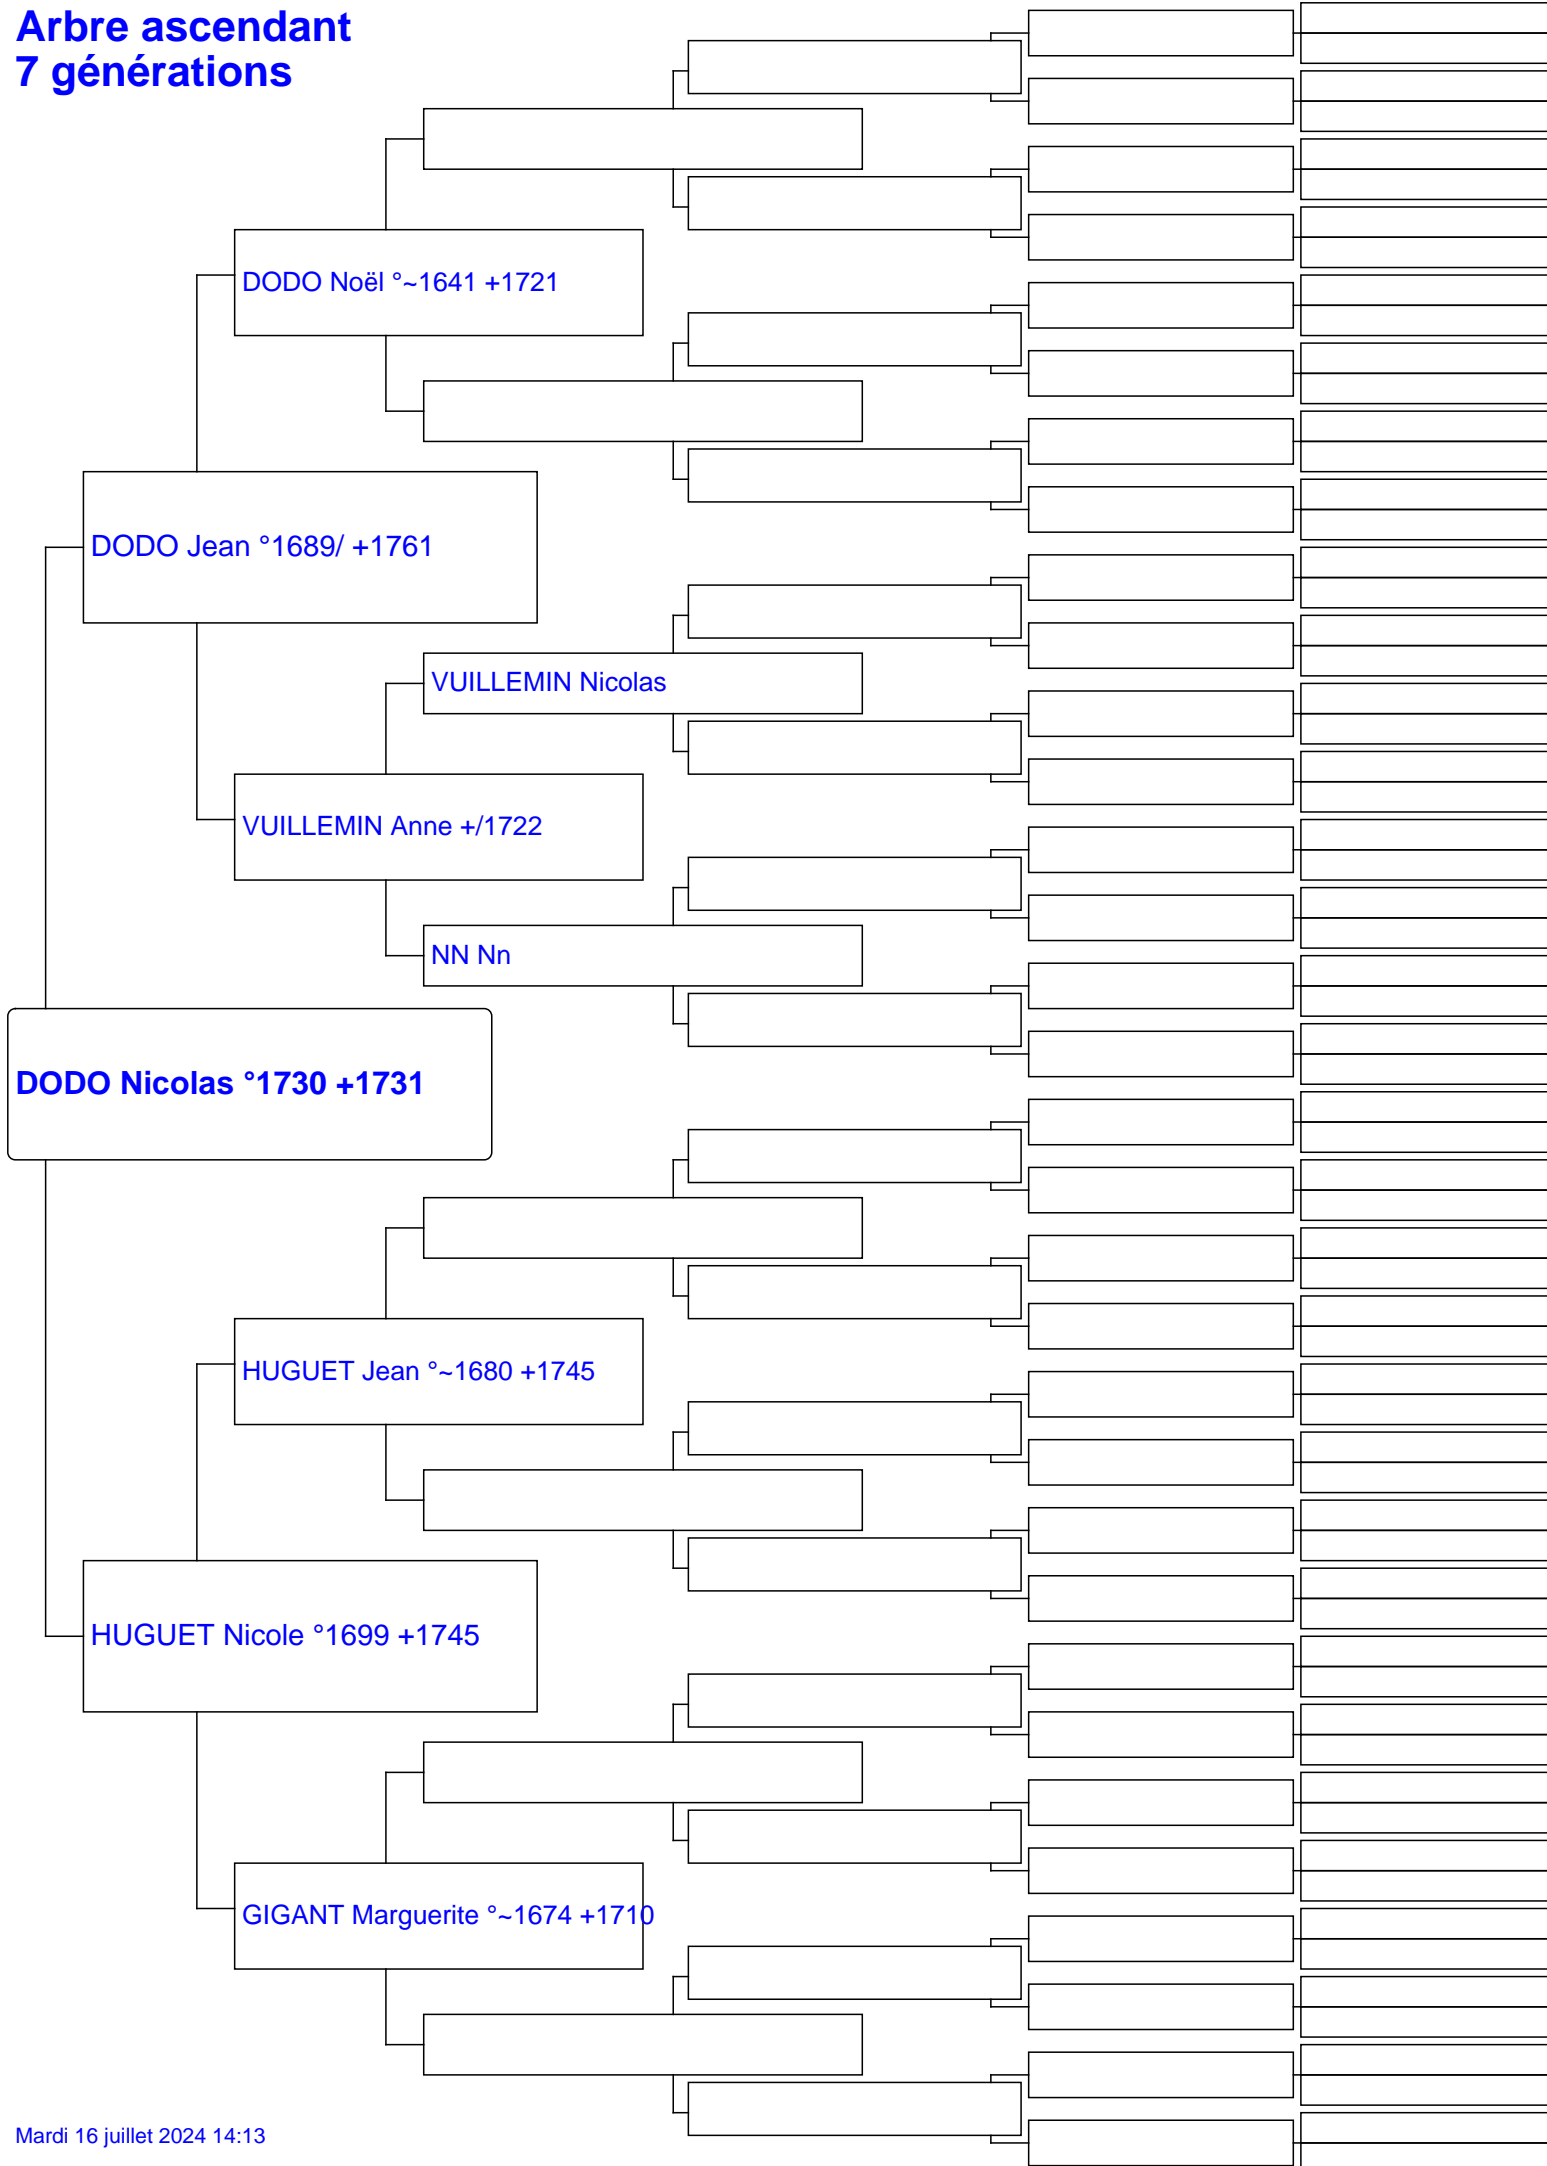 Arbre ascendant
7 générations
DODO Noël °~1641 +1721
DODO Jean °1689/ +1761
VUILLEMIN Nicolas
VUILLEMIN Anne +/1722
NN Nn
DODO Nicolas °1730 +1731
HUGUET Jean °~1680 +1745
HUGUET Nicole °1699 +1745
GIGANT Marguerite °~1674 +1710
Mardi 16 juillet 2024 14:13